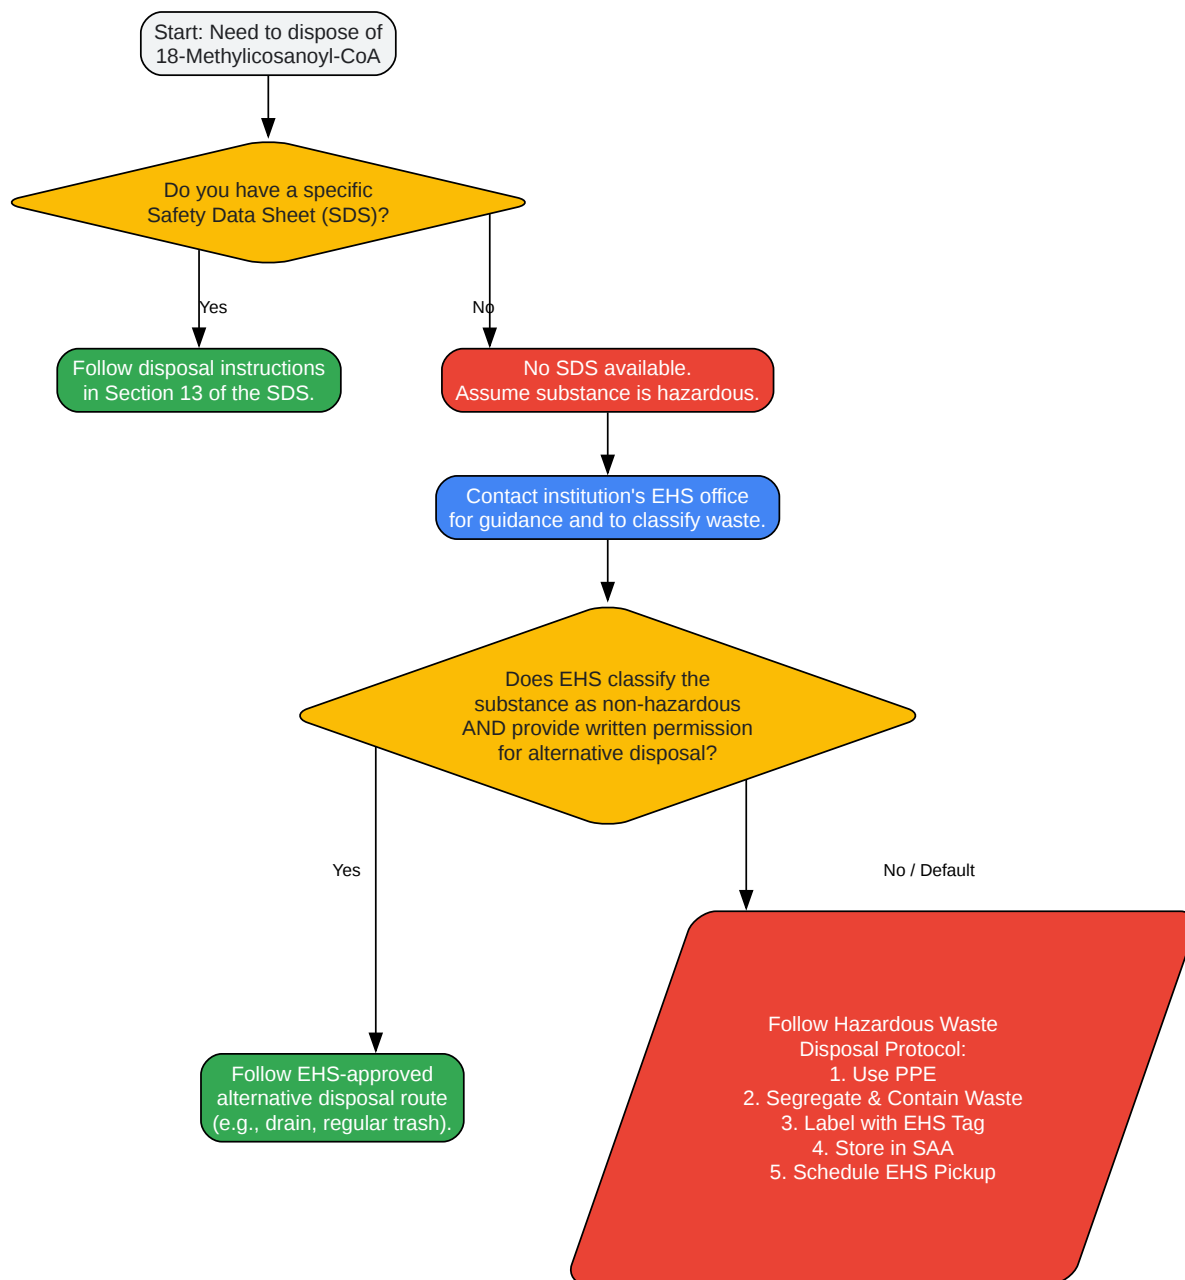 Start: Need to dispose of
18-Methylicosanoyl-CoA
Do you have a specific
Safety Data Sheet (SDS)?
Yes
No
Follow disposal instructions
in Section 13 of the SDS.
No SDS available.
Assume substance is hazardous.
Contact institution's EHS office
for guidance and to classify waste.
Does EHS classify the
substance as non-hazardous
AND provide written permission
for alternative disposal?
Yes
No / Default
Follow EHS-approved
alternative disposal route
(e.g., drain, regular trash).
Follow Hazardous Waste
Disposal Protocol:
1. Use PPE
2. Segregate & Contain Waste
3. Label with EHS Tag
4. Store in SAA
5. Schedule EHS Pickup